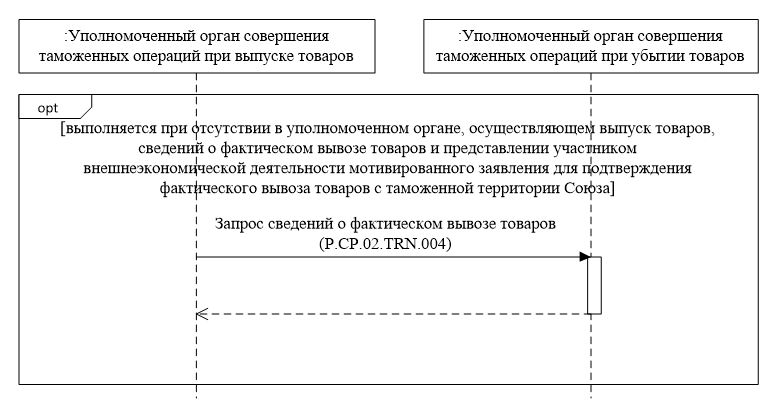 :Уполномоченный орган совершения
таможенных операций при выпуске товаров
:Уполномоченный орган совершения
таможенных операций при убытии товаров
opt
[выполняется при отсутствии в уполномоченном органе, осуществляющем выпуск товаров,
сведений о фактическом вывозе товаров и представлении участником
внешнеэкономической деятельности мотивированного заявления для подтверждения
фактического вывоза товаров с таможенной территории Союза]
Запрос сведений о фактическом вывозе товаров
(P.CP.02.TRN.004)